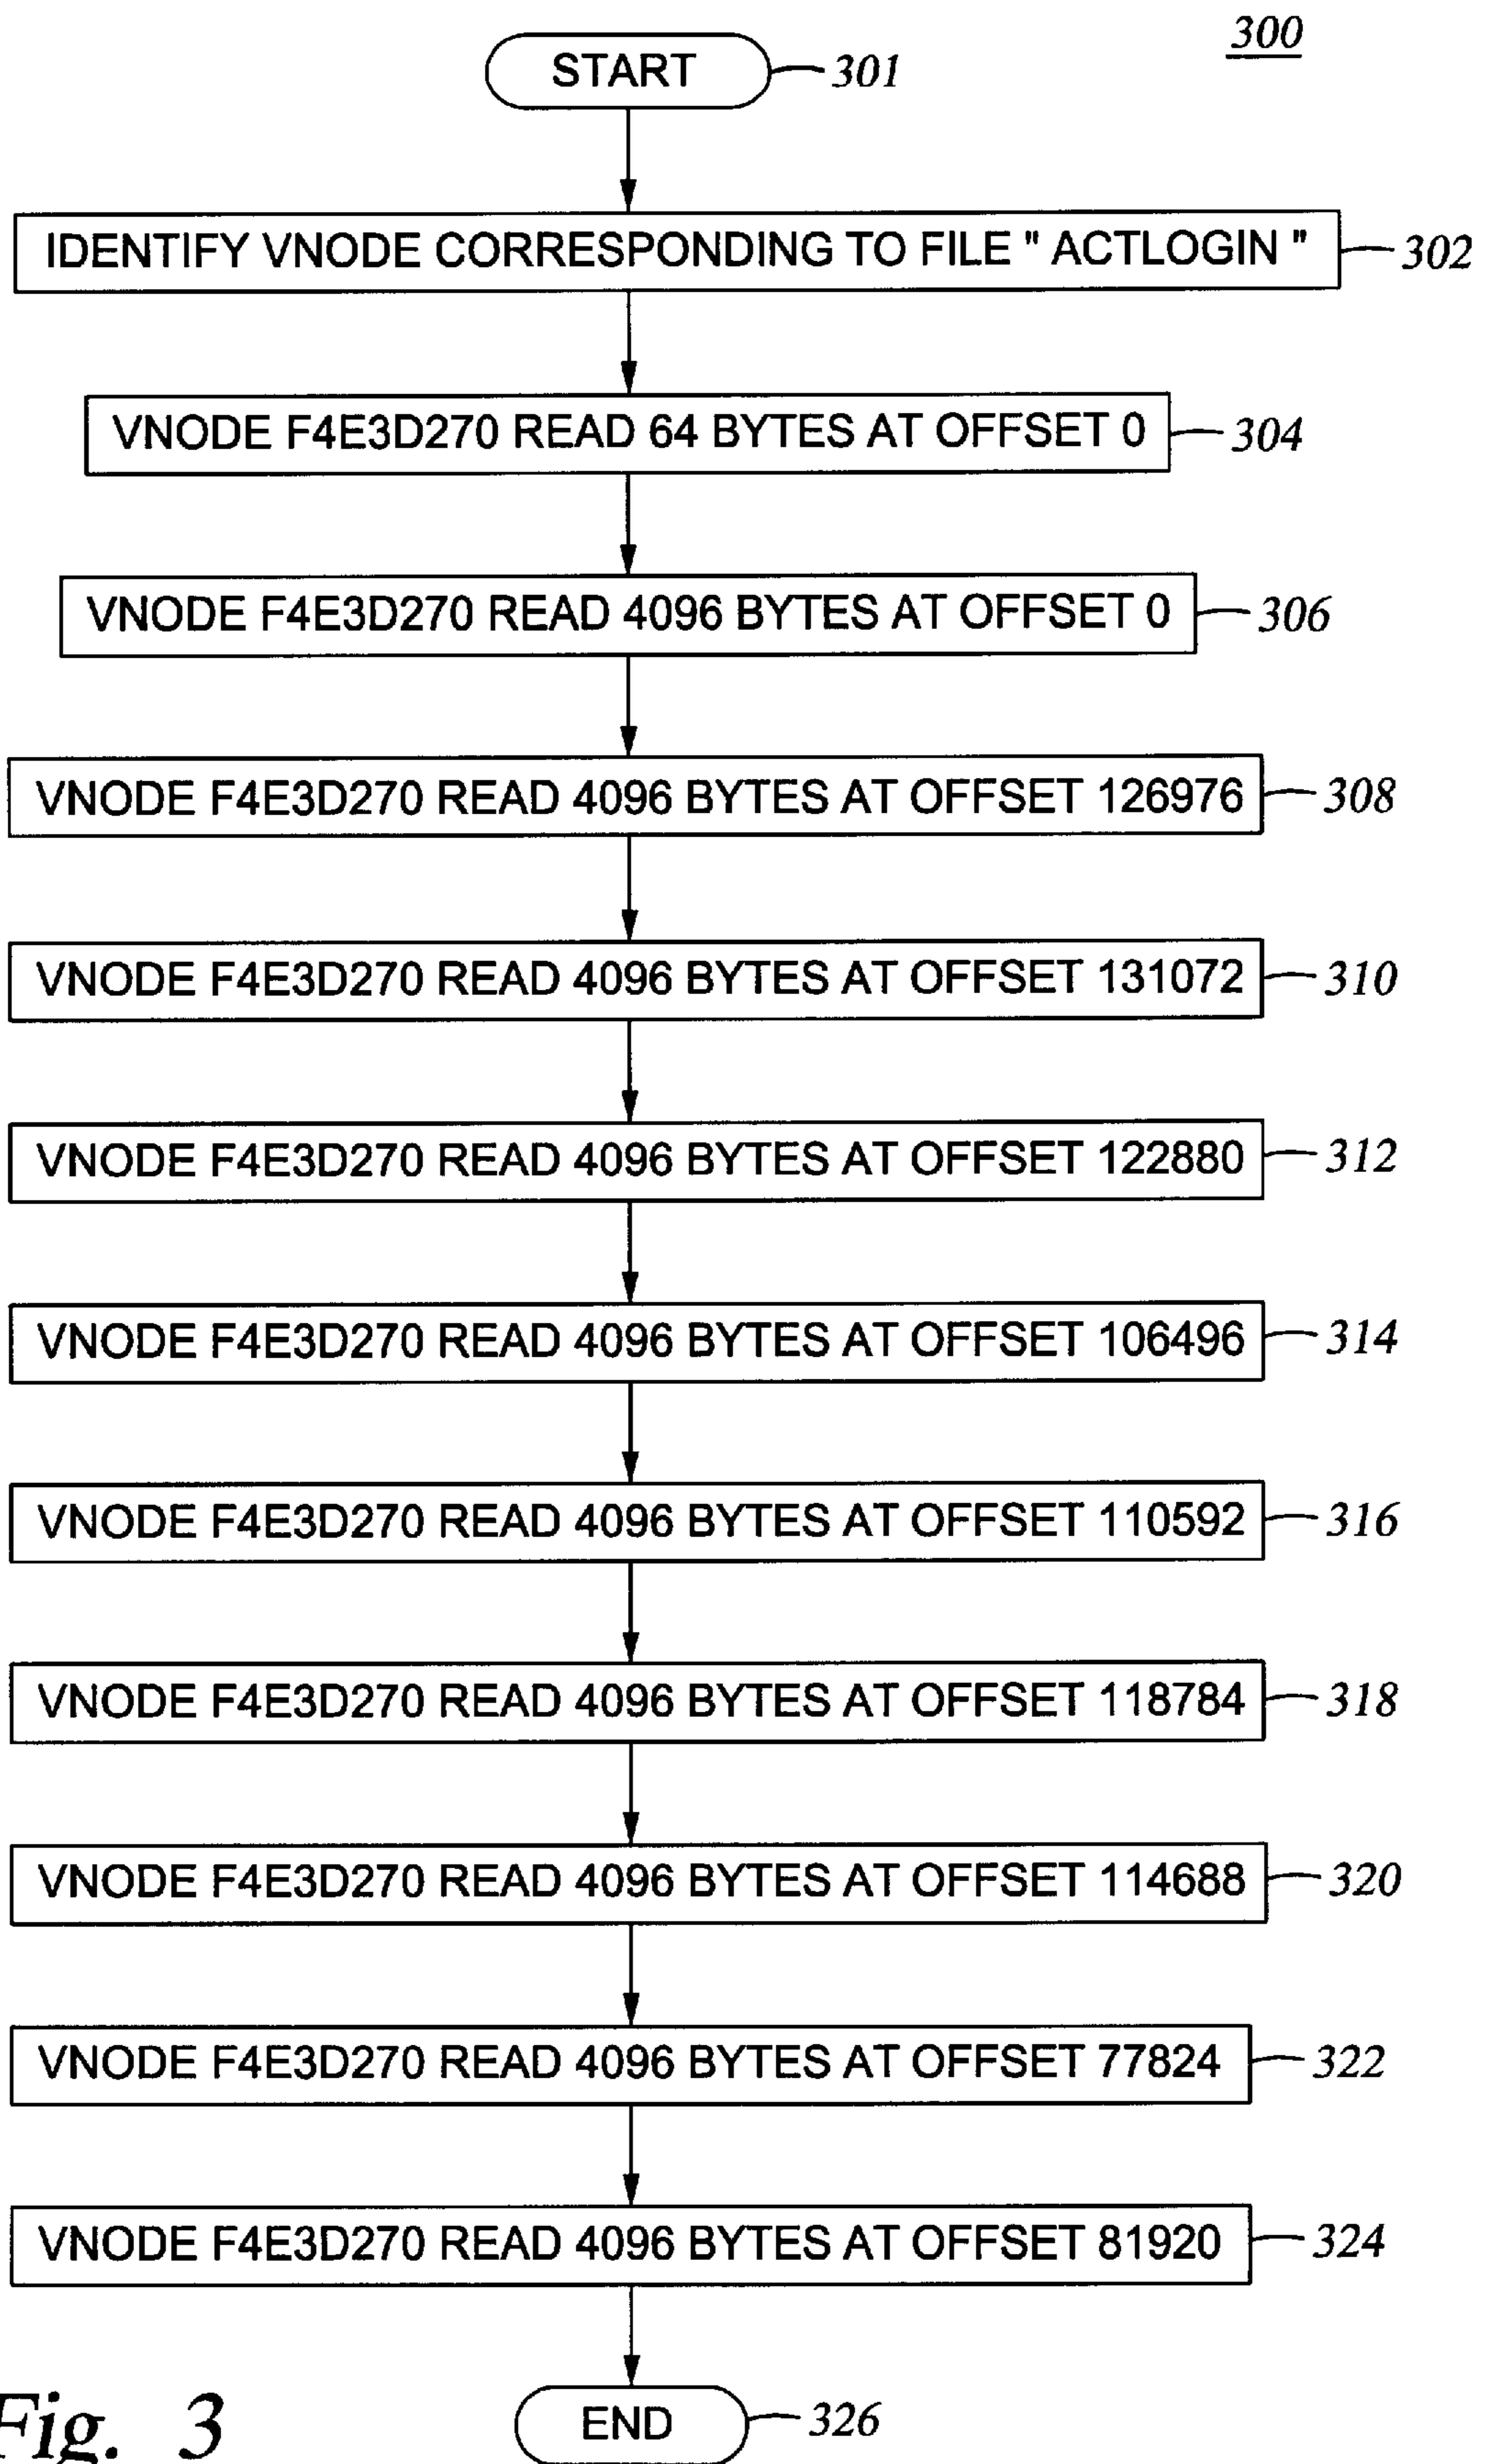 300
START 301
IDENTIFY VNODE CORRESPONDING TO FILE " ACTLOGIN " 302
VNODE F4E3D270 READ 64 BYTES AT OFFSET 0 304
VNODE F4E3D270 READ 4096 BYTES AT OFFSET 0 306
VNODE F4E3D270 READ 4096 BYTES AT OFFSET 126976 308
VNODE F4E3D270 READ 4096 BYTES AT OFFSET 131072 310
VNODE F4E3D270 READ 4096 BYTES AT OFFSET 122880 312
VNODE F4E3D270 READ 4096 BYTES AT OFFSET 106496 314
VNODE F4E3D270 READ 4096 BYTES AT OFFSET 110592 316
VNODE F4E3D270 READ 4096 BYTES AT OFFSET 118784 318
VNODE F4E3D270 READ 4096 BYTES AT OFFSET 114688 320
VNODE F4E3D270 READ 4096 BYTES AT OFFSET 77824 322
VNODE F4E3D270 READ 4096 BYTES AT OFFSET 81920 324
END 326
Fig. 3